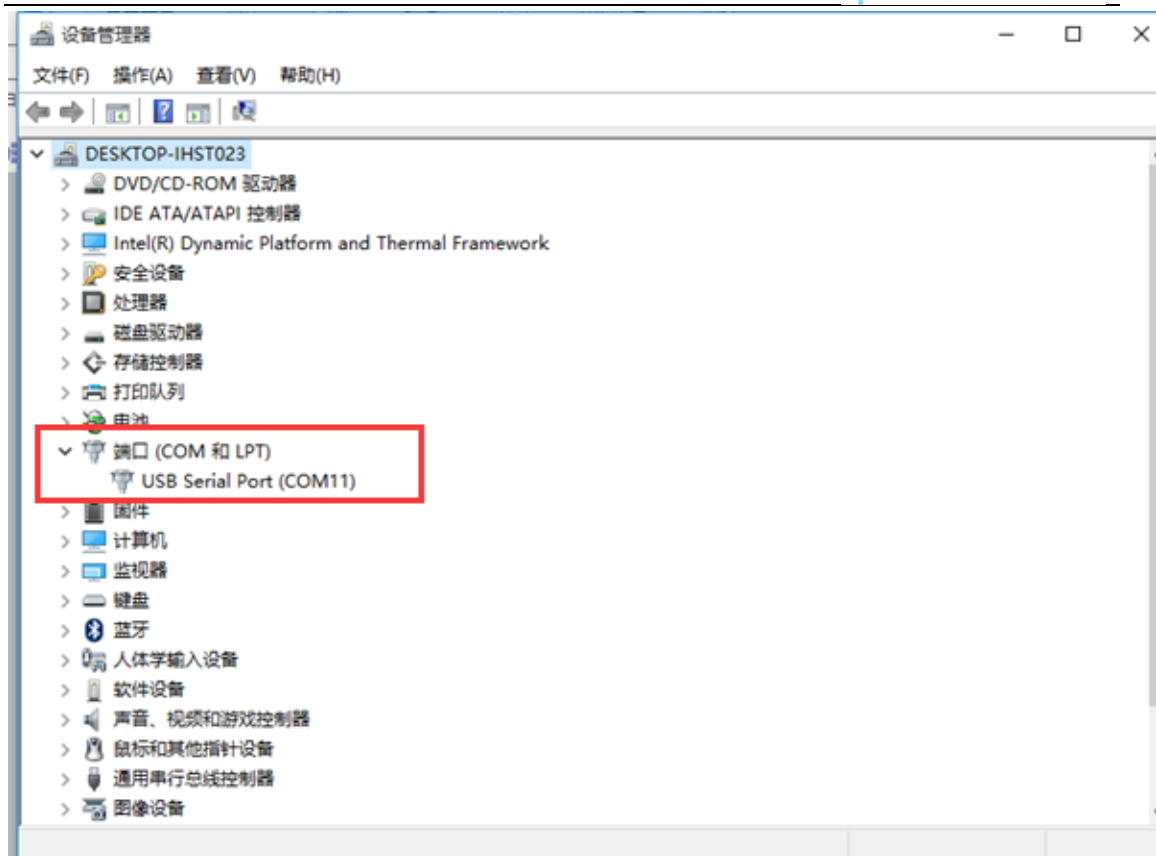 设备管理器
文件(F) 操作(A) 查看(V) 帮助(H)
DESKTOP-IHST023
DVD/CD-ROM 驱动器
IDE ATA/ATAPI 控制器
Intel(R) Dynamic Platform and Thermal Framework
安全设备
处理器
磁盘驱动器
存储控制器
打印队列
电池
端口 (COM 和 LPT)
USB Serial Port (COM11)
固件
计算机
监视器
键盘
蓝牙
人体学输入设备
软件设备
声音、视频和游戏控制器
鼠标和其他指针设备
通用串行总线控制器
图像设备